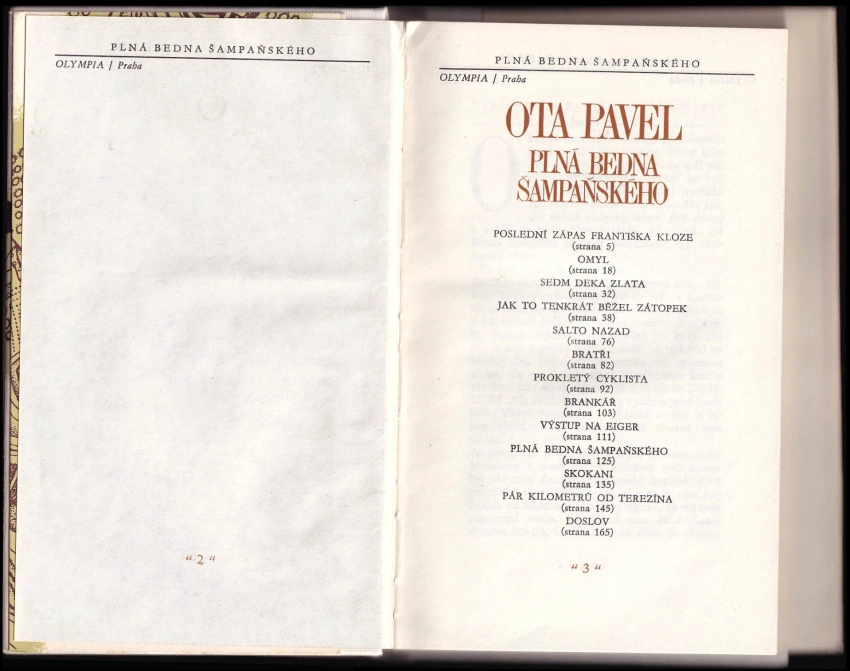 PLNÁ BEDNA ŠAMPAŇSKÉHO
OLYMPIA / Praha
“ 2 “
PLNÁ BEDNA ŠAMPAŇSKÉHO
OLYMPIA / Praha
OTA PAVEL
PLNÁ BEDNA
ŠAMPAŇSKÉHO
POSLEDNÍ ZÁPAS FRANTIŠKA KLOZE
(strana 5)
OMYL
(strana 18)
SEDM DEKA ZLATA
(strana 32)
JAK TO TENKRÁT BĚŽEL ZÁTOPEK
(strana 38)
SALTO NAZAD
(strana 76)
BRATŘI
(strana 82)
PROKLETÝ CYKLISTA
(strana 92)
BRANKÁŘ
(strana 103)
VÝSTUP NA EIGER
(strana 111)
PLNÁ BEDNA ŠAMPAŇSKÉHO
(strana 125)
SKOKANI
(strana 135)
PÁR KILOMETRŮ OD TEREZÍNA
(strana 145)
DOSLOV
(strana 165)
“ 3 “